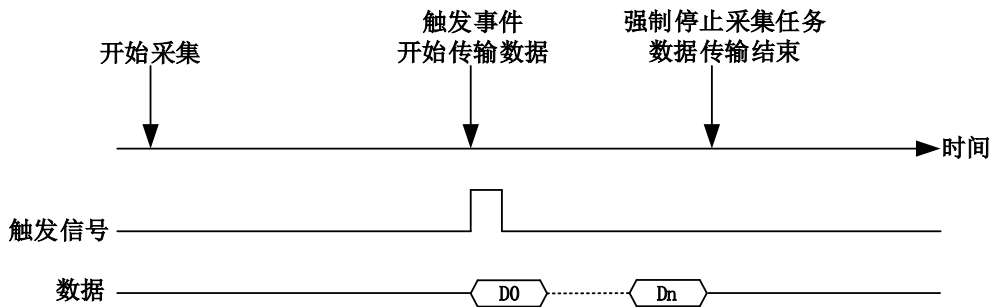 开始采集
触发事件
开始传输数据
强制停止采集任务
数据传输结束
时间
触发信号
数据
D0
Dn